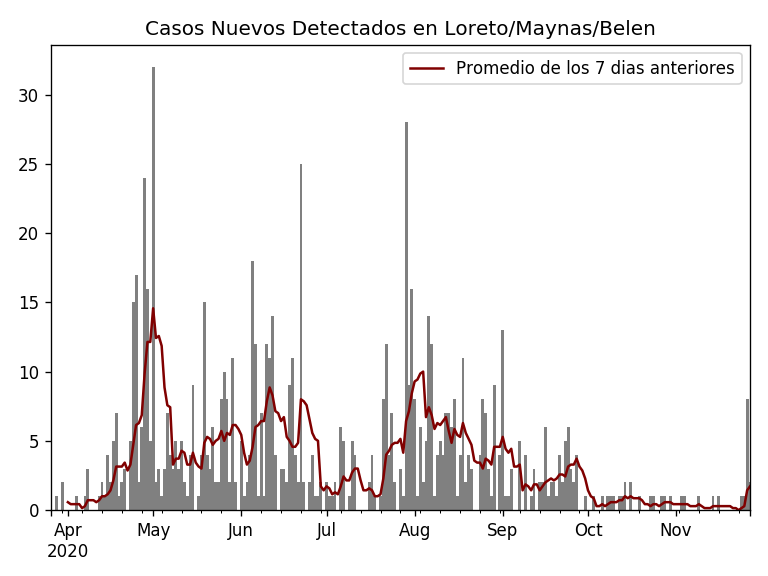 Casos Nuevos Detectados en Loreto/Maynas/Belen
Promedio de los 7 dias anteriores
30
25
20
15
10
5
0
Apr May Jun Jul Aug Sep Oct Nov
2020